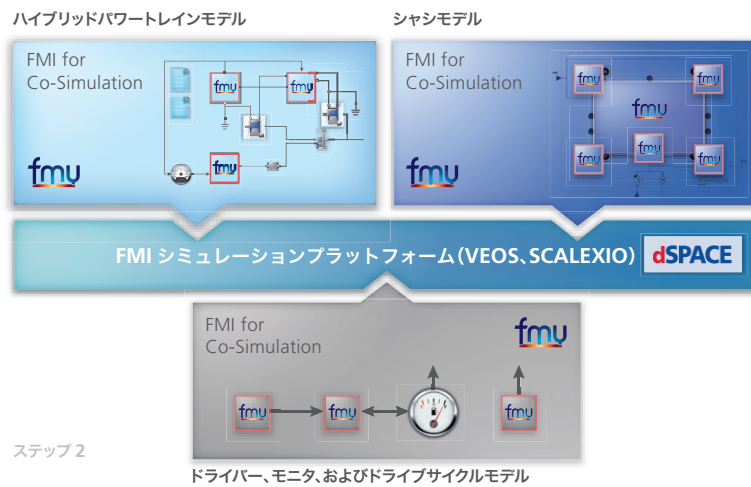 ハイブリッドパワートレインモデル
シャシモデル
FMI for
Co-Simulation
fmu
fmu
fmu
fmu
FMI for
Co-Simulation
fmu
fmu
fmu
fmu
fmu
fmu
fmu
FMI シミュレーションプラットフォーム(VEOS、SCALEXIO)
dSPACE
FMI for
Co-Simulation
fmu
fmu
fmu
fmu
ステップ 2
ドライバー、モニタ、およびドライブサイクルモデル